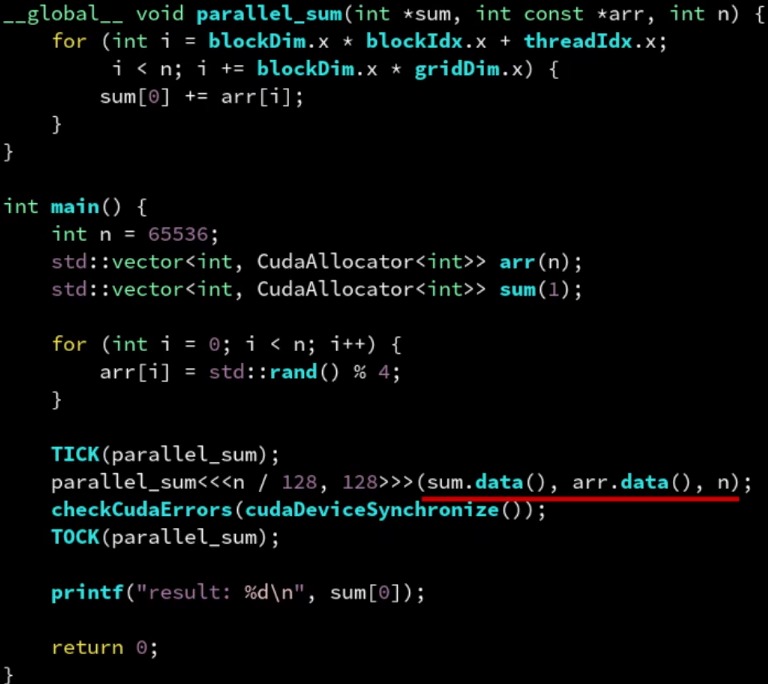 __global__ void parallel_sum(int *sum, int const *arr, int n) {
    for (int i = blockDim.x * blockIdx.x + threadIdx.x;
         i < n; i += blockDim.x * gridDim.x) {
        sum[0] += arr[i];
    }
}

int main() {
    int n = 65536;
    std::vector<int, CudaAllocator<int>> arr(n);
    std::vector<int, CudaAllocator<int>> sum(1);

    for (int i = 0; i < n; i++) {
        arr[i] = std::rand() % 4;
    }

    TICK(parallel_sum);
    parallel_sum<<<n / 128, 128>>>(sum.data(), arr.data(), n);
    checkCudaErrors(cudaDeviceSynchronize());
    TOCK(parallel_sum);

    printf("result: %d\n", sum[0]);

    return 0;
}